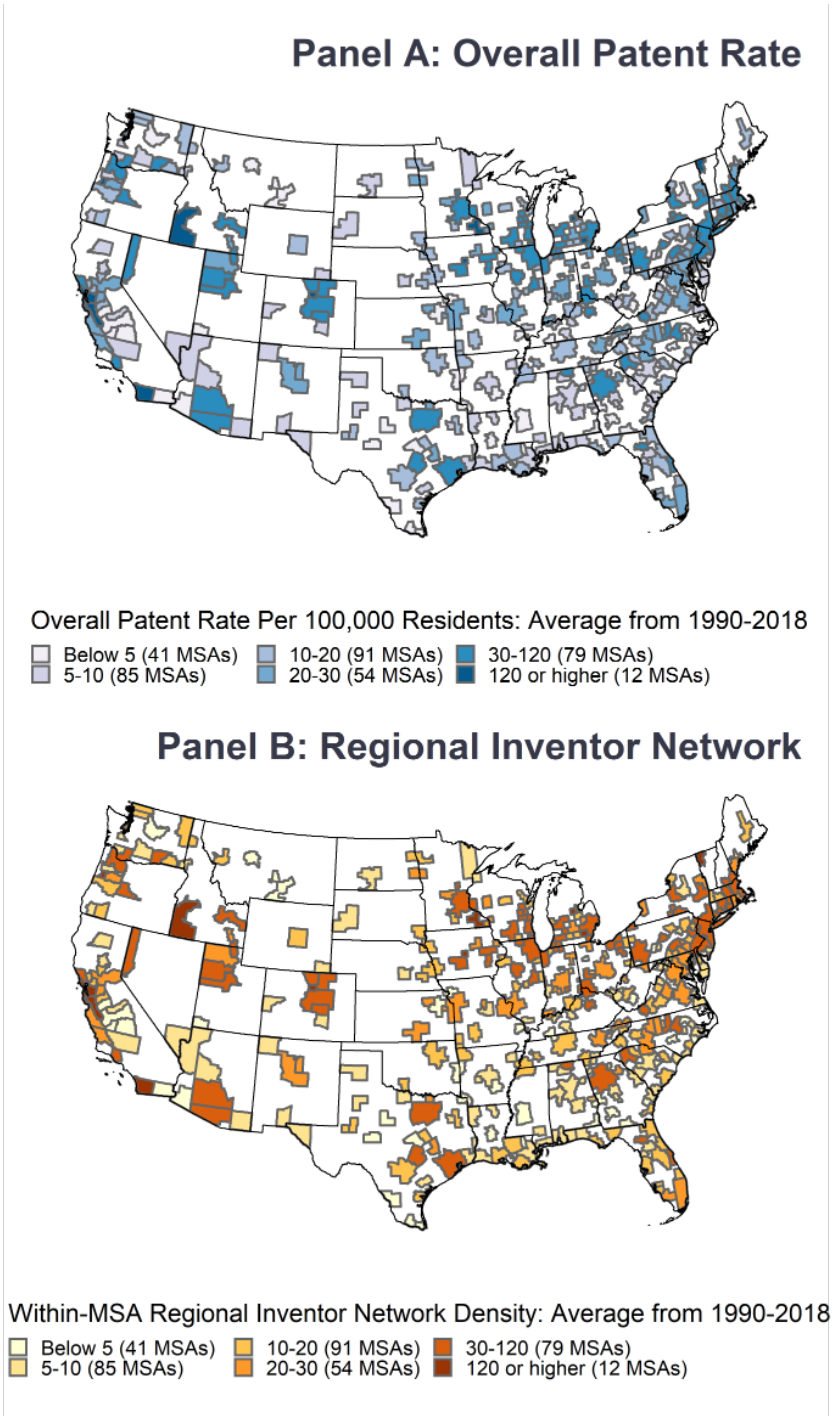 Panel A: Overall Patent Rate
Overall Patent Rate Per 100,000 Residents: Average from 1990-2018
Below 5 (41 MSAs) 10-20 (91 MSAs) 30-120 (79 MSAs)
5-10 (85 MSAs) 20-30 (54 MSAs) 120 or higher (12 MSAs)
Panel B: Regional Inventor Network
Within-MSA Regional Inventor Network Density: Average from 1990-2018
Below 5 (41 MSAs) 10-20 (91 MSAs) 30-120 (79 MSAs)
5-10 (85 MSAs) 20-30 (54 MSAs) 120 or higher (12 MSAs)